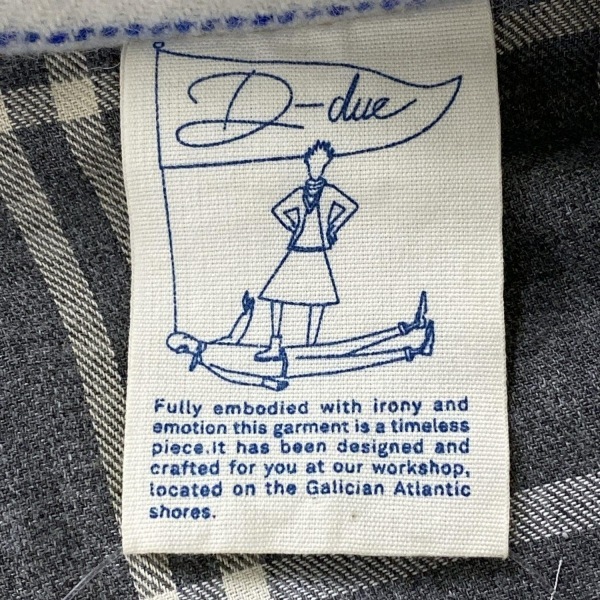 D-due
Fully embodied with irony and
emotion this garment is a timeless
piece.it has been designed and
crafted for you at our workshop,
located on the Galician Atlantic
shores.